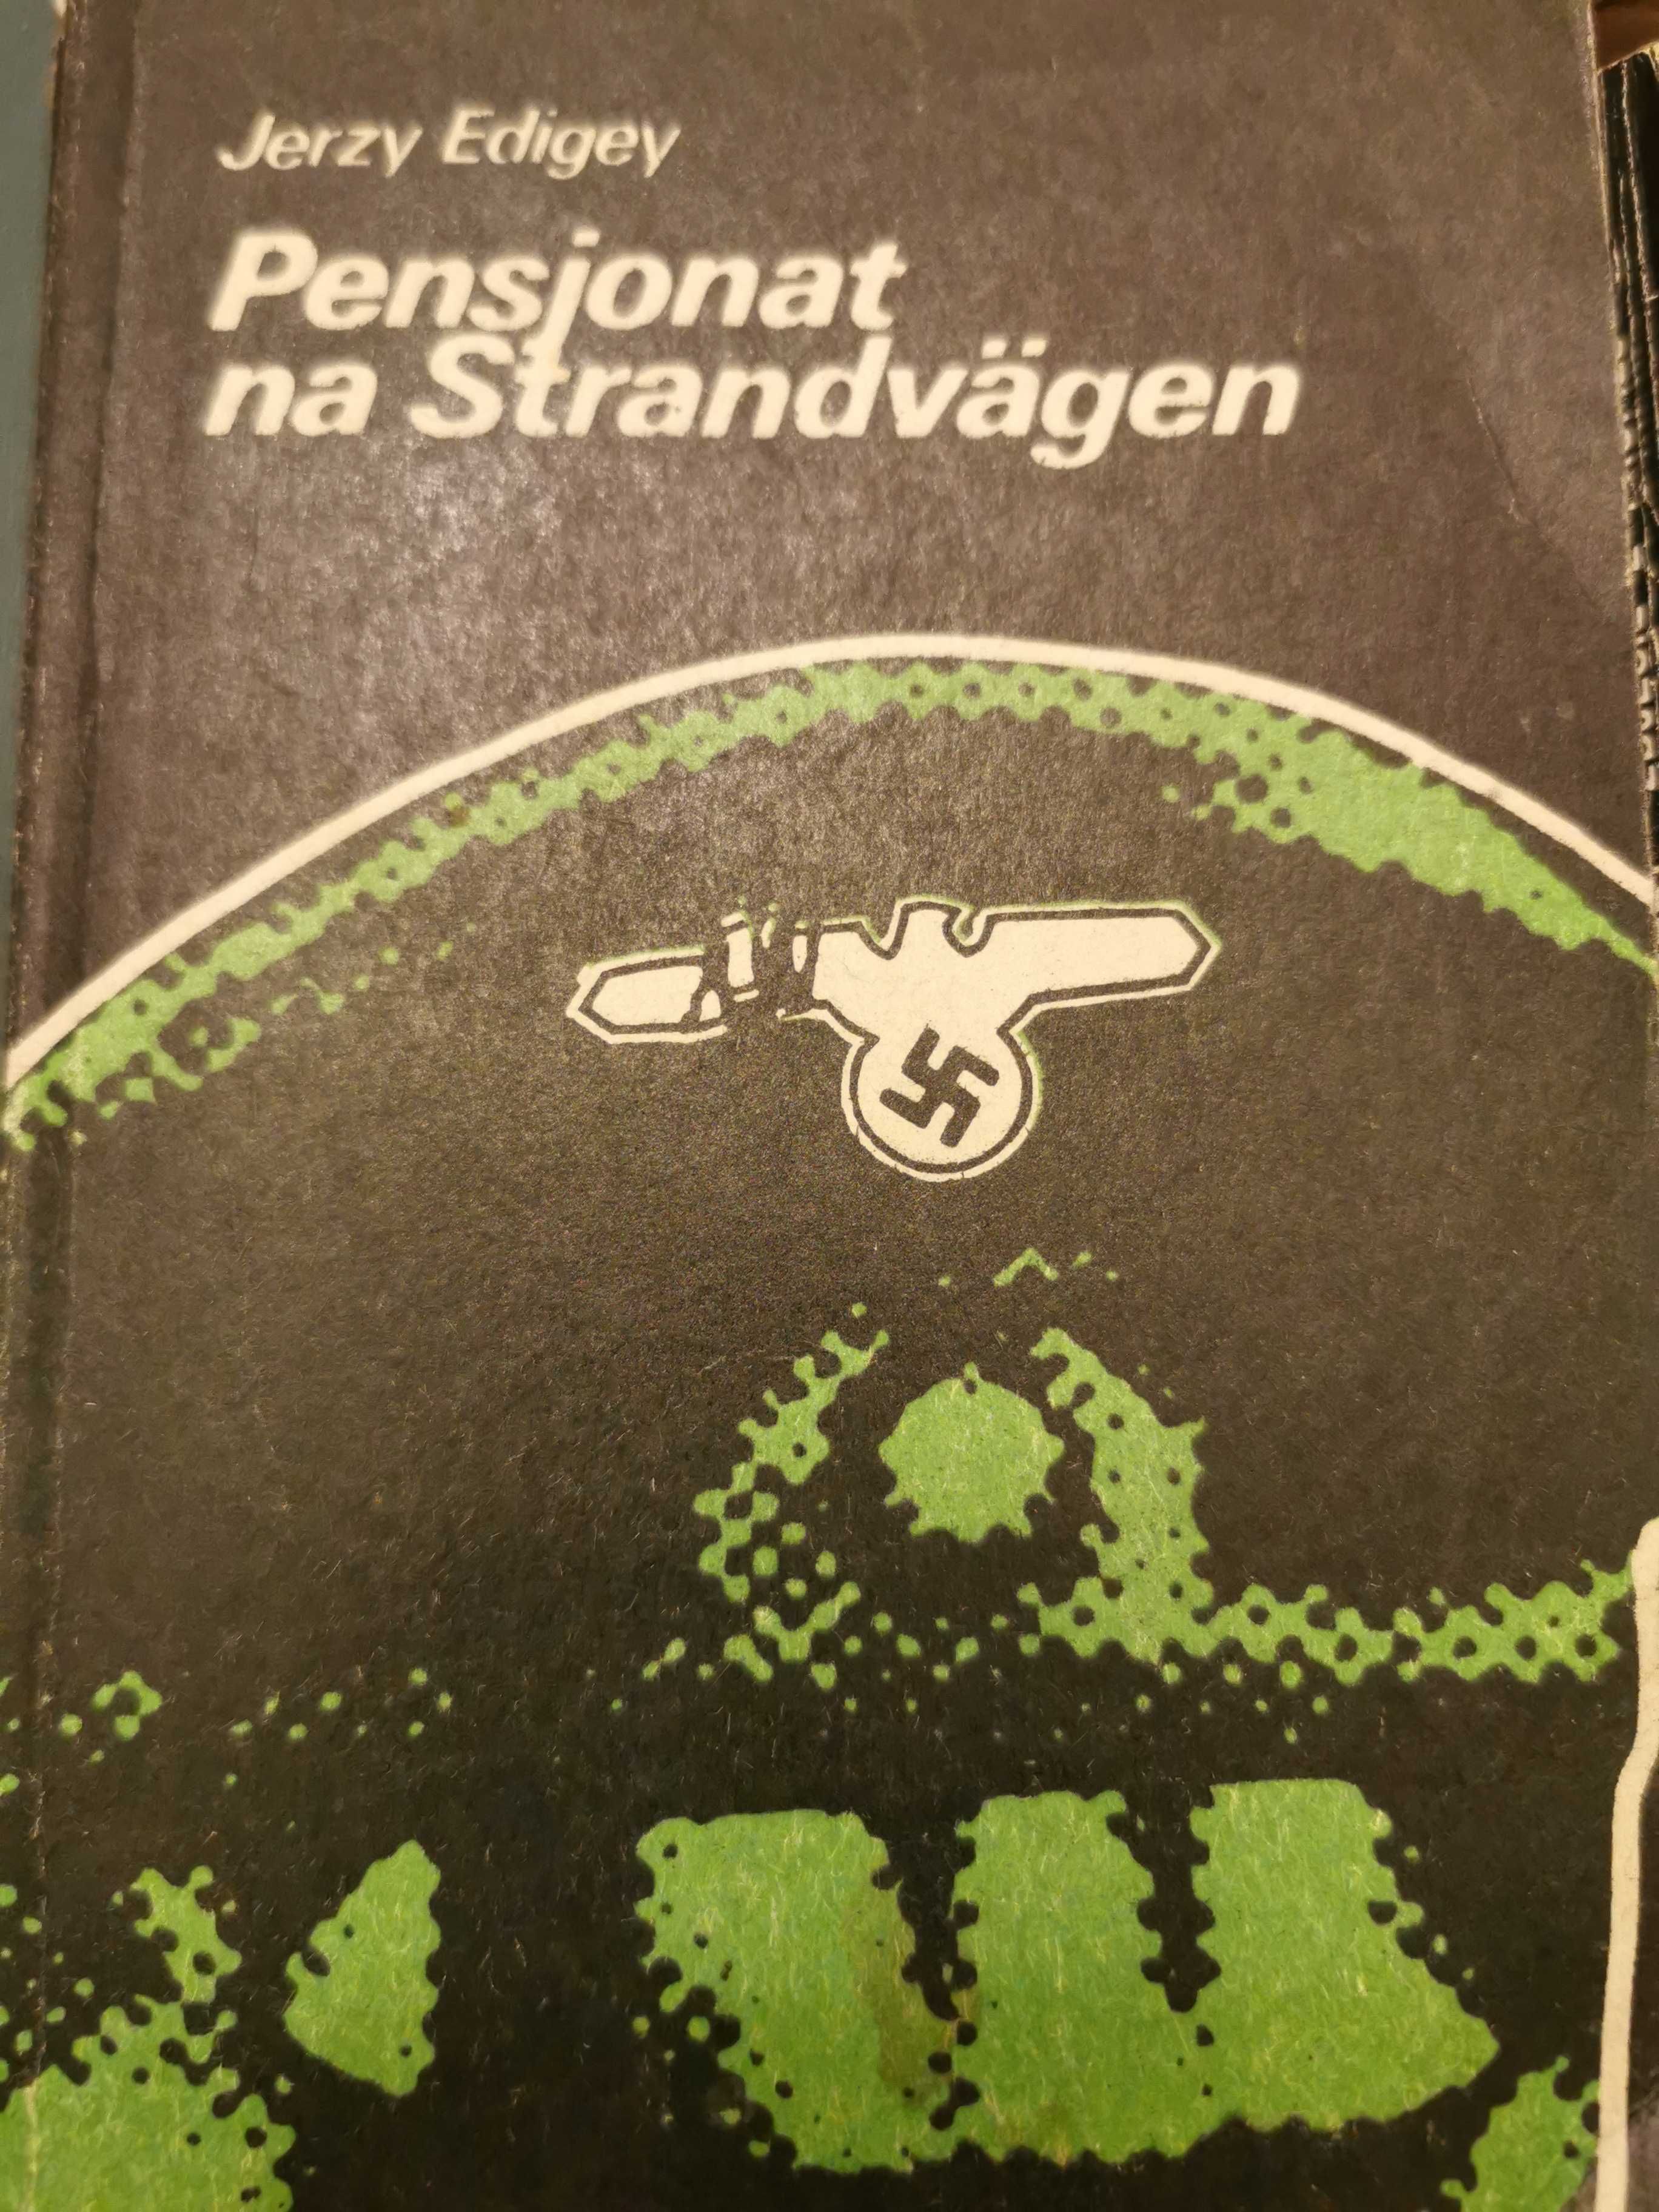 Jerzy Edigey
Pensjonat
na Strandvägen